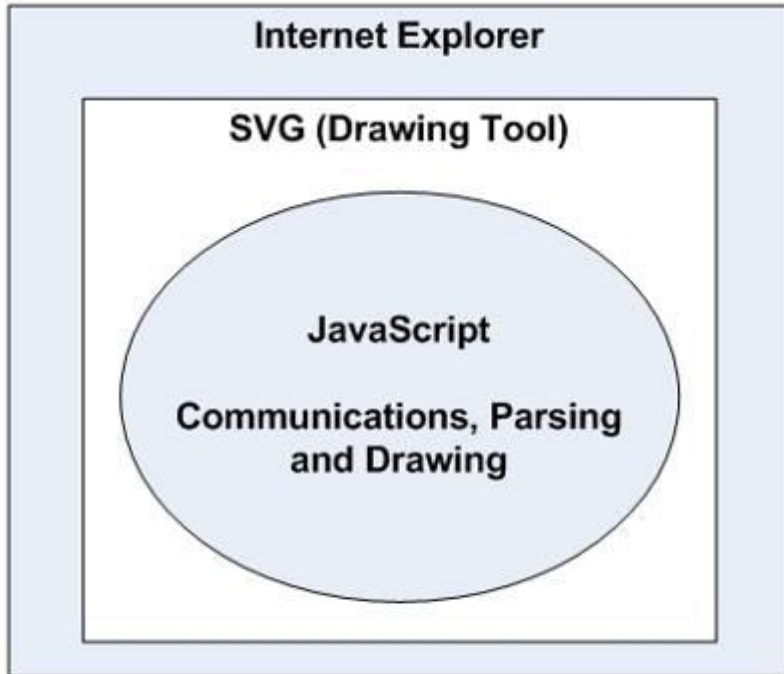 Internet Explorer
SVG (Drawing Tool)
JavaScript
Communications, Parsing
and Drawing